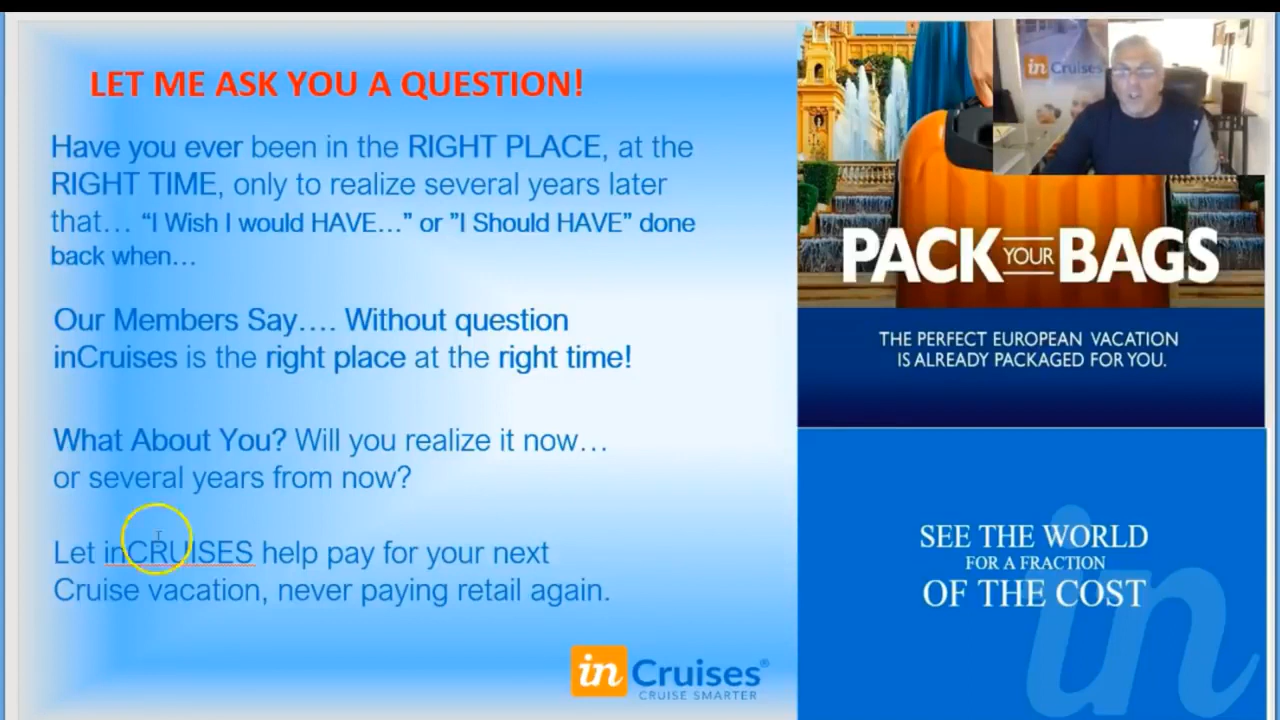 LET ME ASK YOU A QUESTION!
Have you ever been in the RIGHT PLACE, at the
RIGHT TIME, only to realize several years later
that… “I Wish I would HAVE…” or ”I Should HAVE” done
back when…
Our Members Say…. Without question
inCruises is the right place at the right time!
What About You? Will you realize it now…
or several years from now?
Let inCRUISES help pay for your next
Cruise vacation, never paying retail again.
in Cruises®
CRUISE SMARTER
in Cruises
PACK YOUR BAGS
THE PERFECT EUROPEAN VACATION
IS ALREADY PACKAGED FOR YOU.
SEE THE WORLD
FOR A FRACTION
OF THE COST
in